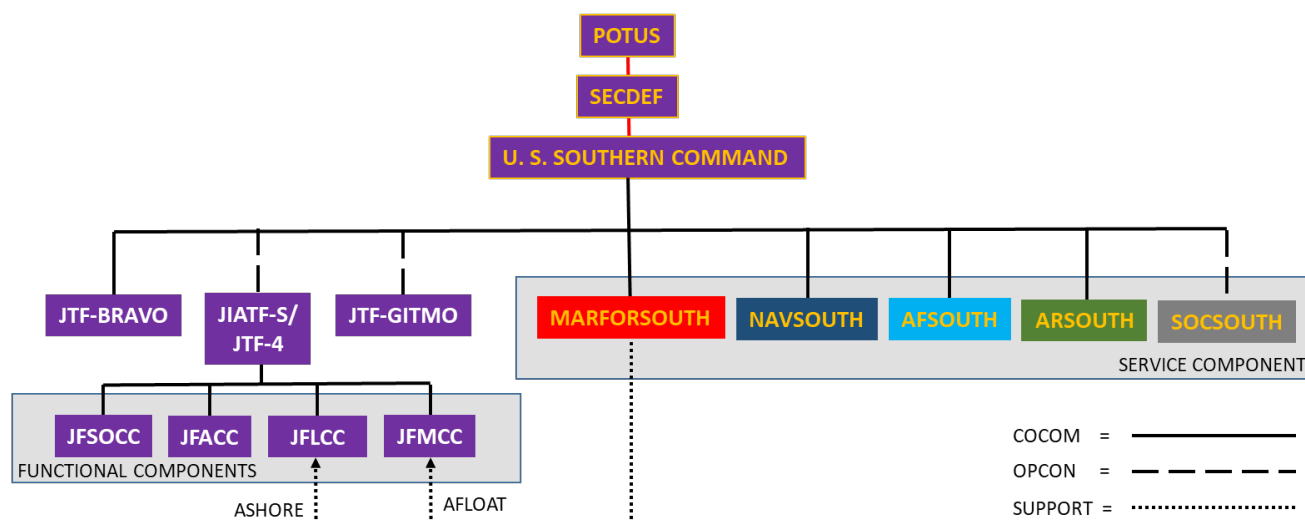 POTUS
SECDEF
U. S. SOUTHERN COMMAND
JTF-BRAVO
JIATF-S/
JTF-4
JTF-GITMO
MARFORSOUTH
NAVSOUTH
AFSOUTH
ARSOUTH
SOCSOUTH
SERVICE COMPONENT
JFSOCC
JFACC
JFLCC
JFMCC
FUNCTIONAL COMPONENTS
ASHORE
AFLOAT
COCOM =
OPCON =
SUPPORT =